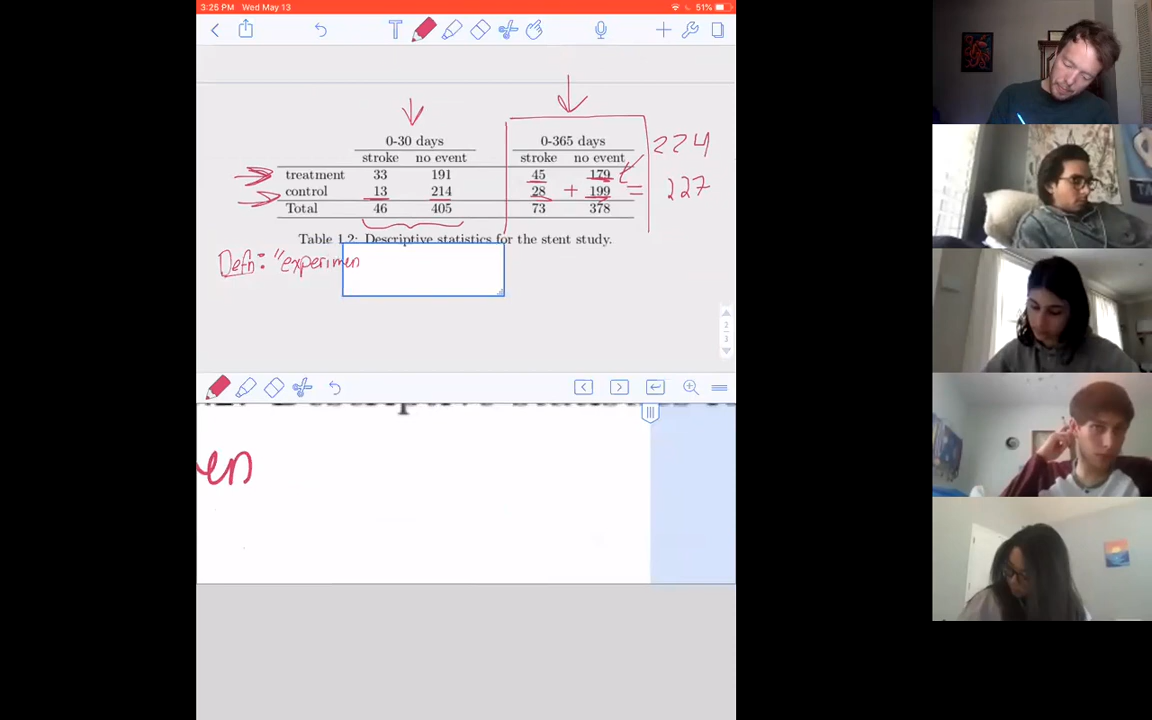 3:25 PM Wed May 13
51%
T
224
0-30 days 0-365 days
stroke no event stroke no event
treatment 33 191 45 179
control 13 214 28 + 199 = 227
Total 46 405 73 378
Table 1.2: Descriptive statistics for the stent study.
Defn: "experimen
2
3
en